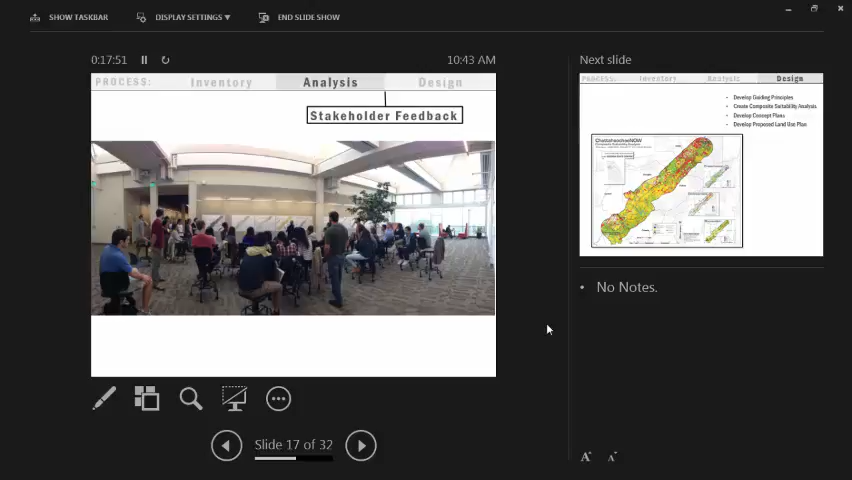 SHOW TASKBAR
DISPLAY SETTINGS ▼
END SLIDE SHOW
0:17:51
10:43 AM
PROCESS: Inventory Analysis Design
Stakeholder Feedback
Slide 17 of 32
Next slide
PROCESS: Inventory Analysis Design
• Develop Guiding Principles
• Create Composite Suitability Analysis
• Develop Concept Plans
• Develop Proposed Land Use Plan
ChattahoocheeNOW
• No Notes.
A A